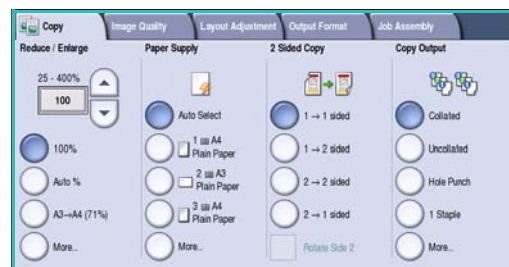 Copy
Image Quality
Layout Adjustment
Output Format
Job Assembly
Reduce / Enlarge
25 - 400%
100
100%
Auto %
A3→A4 (71%)
More...
Paper Supply
Auto Select
1 A4
Plain Paper
2 A3
Plain Paper
3 A4
Plain Paper
More...
2 Sided Copy
1 → 1 sided
1 → 2 sided
2 → 2 sided
2 → 1 sided
Rotate Side 2
Copy Output
Collated
Uncollated
Hole Punch
1 Staple
More...